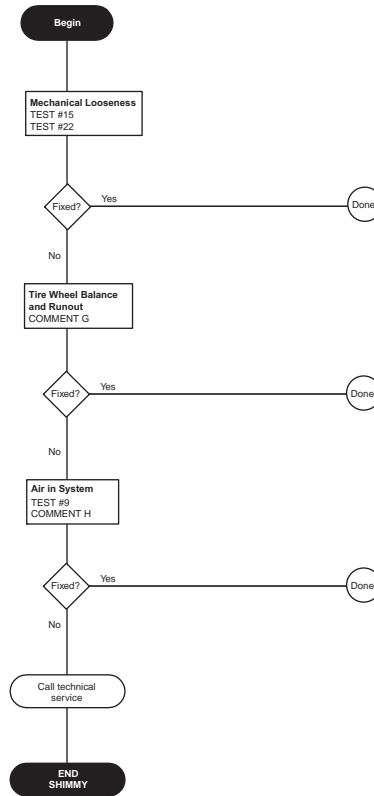 Begin
Mechanical Looseness
TEST #15
TEST #22
Fixed?
Yes
Done
No
Tire Wheel Balance
and Runout
COMMENT G
Fixed?
Yes
Done
No
Air in System
TEST #9
COMMENT H
Fixed?
Yes
Done
No
Call technical
service
END
SHIMMY